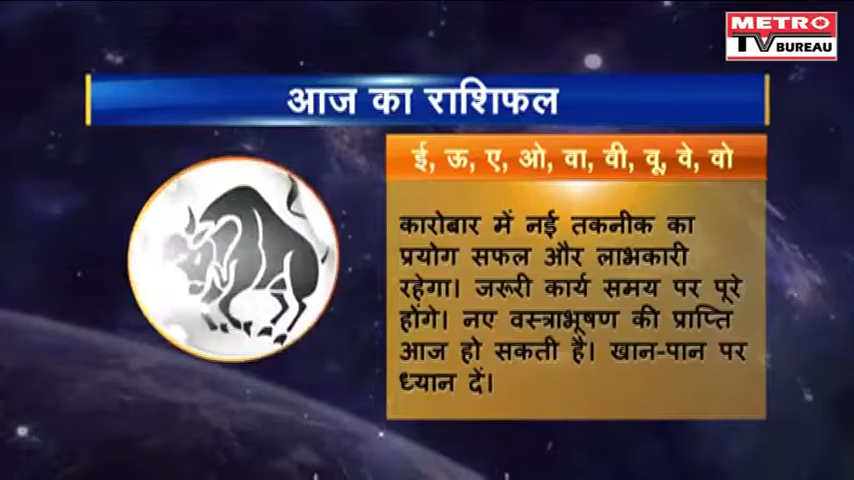 METRO
TV BUREAU
आज का राशिफल
ई, ऊ, ए, ओ, वा, वी, वू, वे, वो
कारोबार में नई तकनीक का
प्रयोग सफल और लाभकारी
रहेगा। जरूरी कार्य समय पर पूरे
होंगे। नए वस्त्राभूषण की प्राप्ति
आज हो सकती है। खान-पान पर
ध्यान दें।